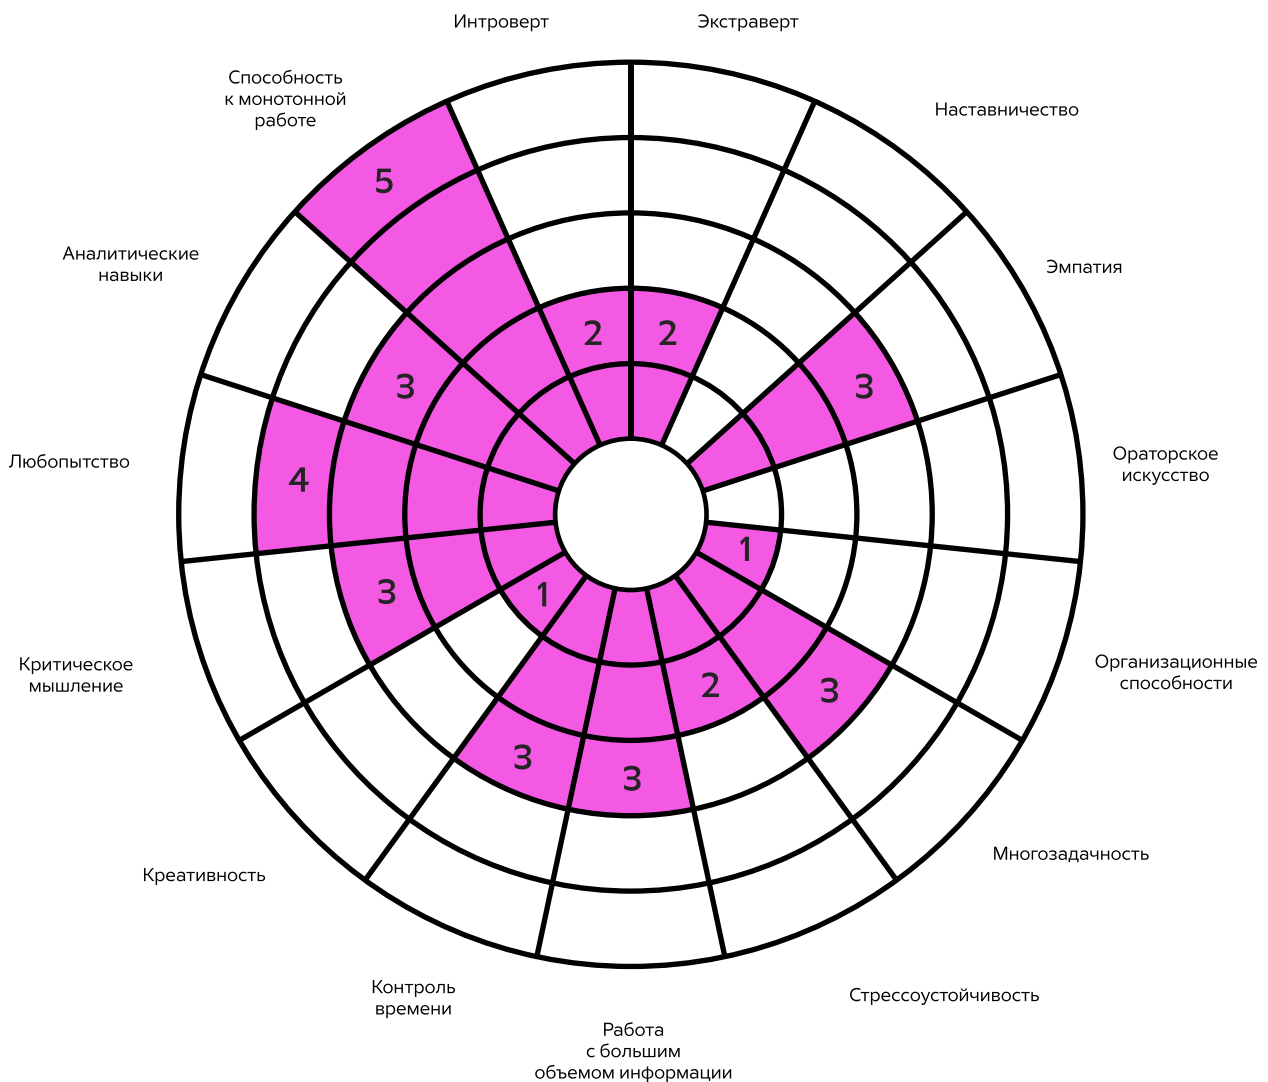 Интроверт
Экстраверт
Способность
к монотонной
работе
Наставничество
5
Аналитические
навыки
Эмпатия
2
2
3
3
Любопытство
4
Ораторское
искусство
1
3
1
Критическое
мышление
Организационные
способности
2
3
3
3
Креативность
Многозадачность
Контроль
времени
Стрессоустойчивость
Работа
с большим
объемом информации